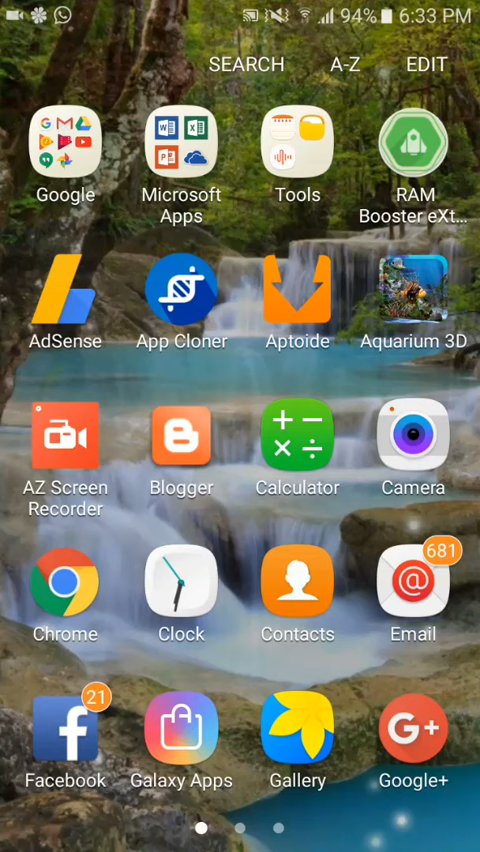 94% 6:33 PM
SEARCH A-Z EDIT
Google Microsoft Tools RAM
Apps Booster eXt...
AdSense App Cloner Aptoide Aquarium 3D
AZ Screen Blogger Calculator Camera
Recorder
681
Chrome Clock Contacts Email
21
Facebook Galaxy Apps Gallery Google+